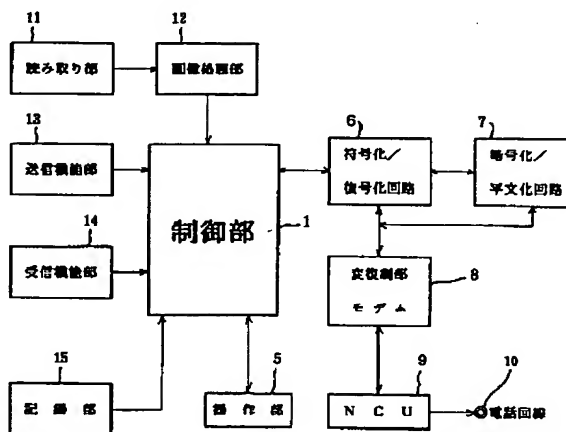 11
読み取り部
12
画像処理部
13
送信機能部
14
受信機能部
15
記録部
制御部
1
6
符号化／
復号化回路
7
暗号化／
平文化回路
変復調部
モデム
8
5
操作部
9
NCU
10
電話回線